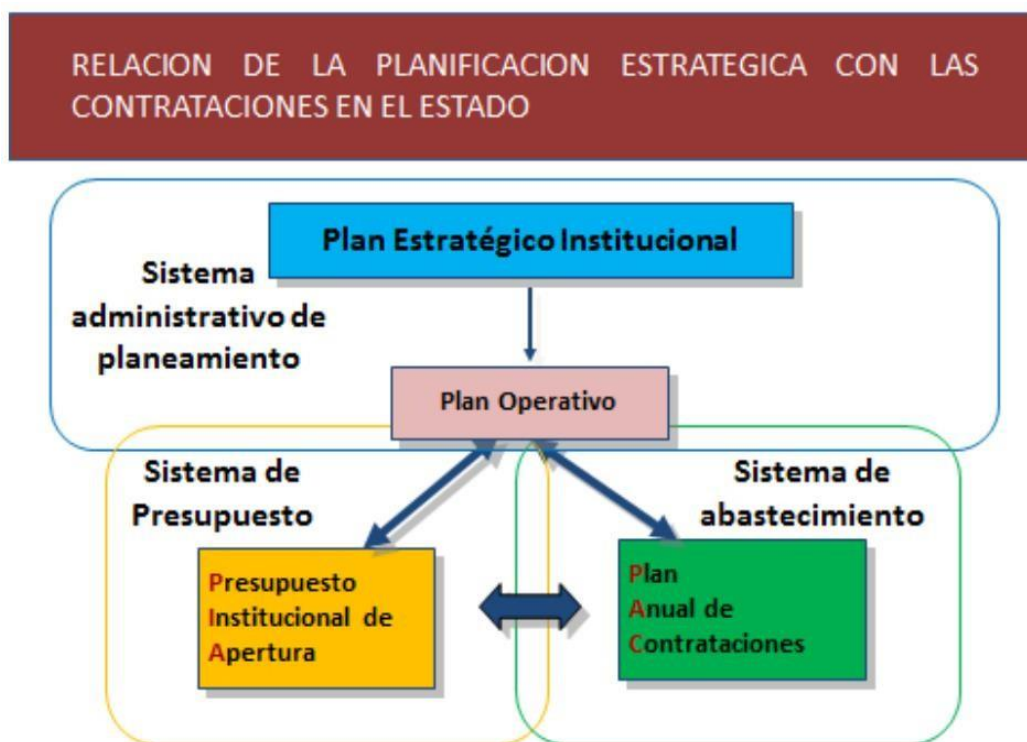 RELACION DE LA PLANIFICACION ESTRATEGICA CON LAS
CONTRATACIONES EN EL ESTADO
Plan Estratégico Institucional
Sistema
administrativo de
planeamiento
Plan Operativo
Sistema de
Presupuesto
Sistema de
abastecimiento
Presupuesto
Institucional de
Apertura
Plan
Anual de
Contrataciones